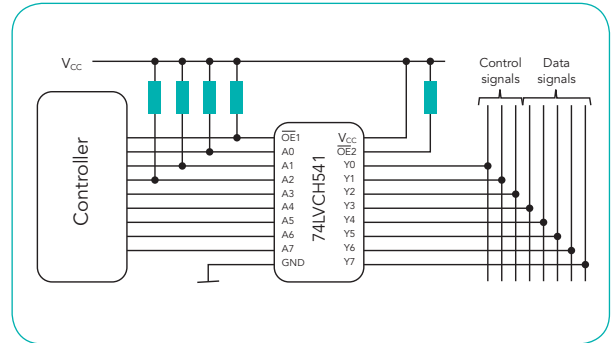 Control Data
signals signals
VCC
Controller
74LVCH541
OE1
A0
A1
A2
A3
A4
A5
A6
A7
GND
VCC
OE2
Y0
Y1
Y2
Y3
Y4
Y5
Y6
Y7